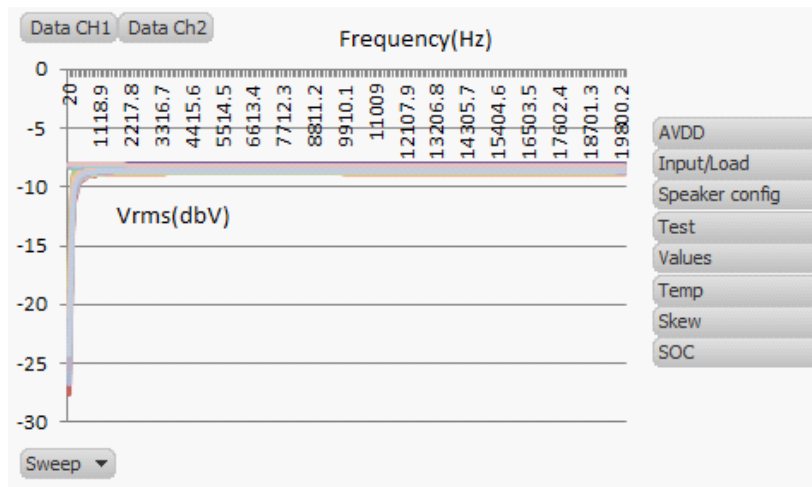 Data CH1 Data Ch2
Frequency(Hz)
0
20 1118.9 2217.8 3316.7 4415.6 5514.5 6613.4 7712.3 8811.2 9910.1 11009 12107.9 13206.8 14305.7 15404.6 16503.5 17602.4 18701.3 19800.2
-5
-10
Vrms(dbV)
-15
-20
-25
-30
AVDD
Input/Load
Speaker config
Test
Values
Temp
Skew
SOC
Sweep